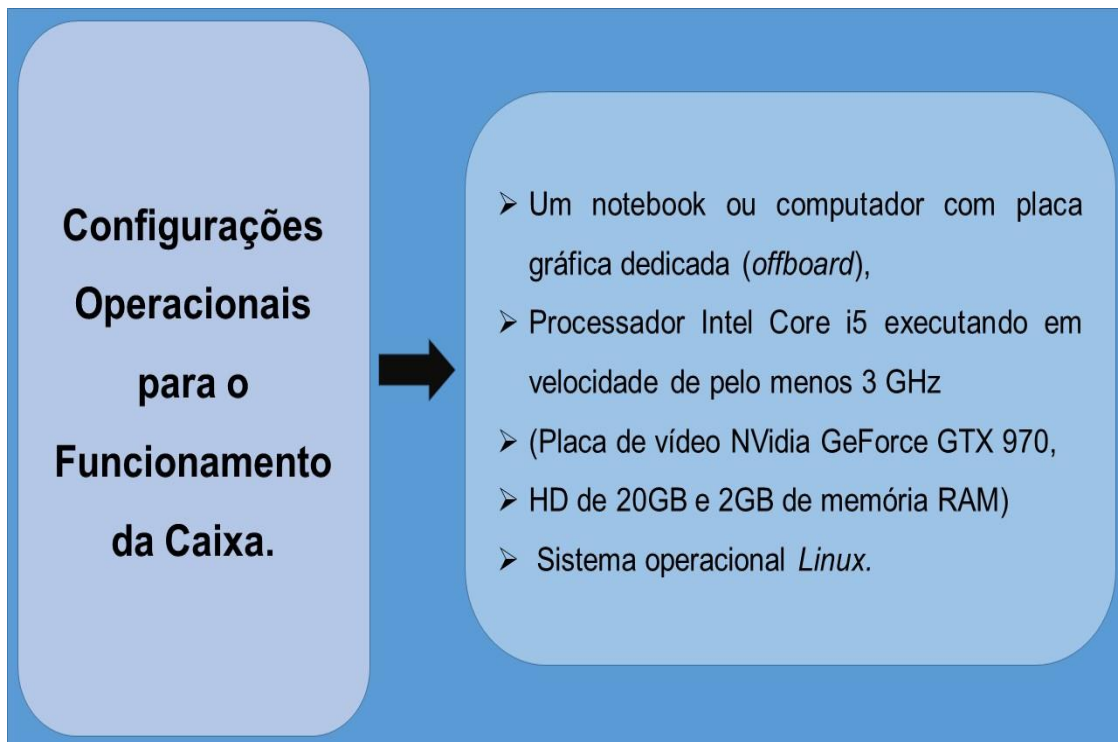 Configurações
Operacionais
para o
Funcionamento
da Caixa.
➢ Um notebook ou computador com placa
gráfica dedicada (offboard),
➢ Processador Intel Core i5 executando em
velocidade de pelo menos 3 GHz
➢ (Placa de vídeo NVidia GeForce GTX 970,
➢ HD de 20GB e 2GB de memória RAM)
➢ Sistema operacional Linux.